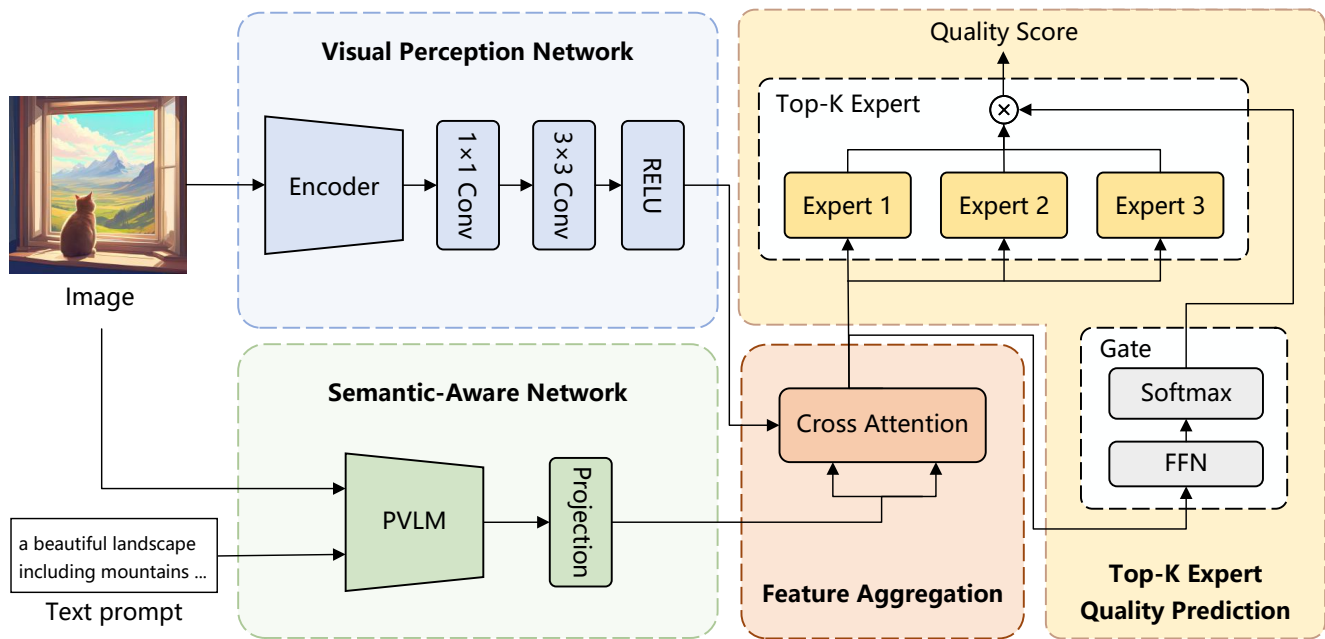 Visual Perception Network
Encoder
1×1 Conv
3×3 Conv
RELU
Image
Semantic-Aware Network
PVLM
Projection
a beautiful landscape
including mountains ...
Text prompt
Cross Attention
Feature Aggregation
Quality Score
Top-K Expert
Expert 1
Expert 2
Expert 3
Gate
Softmax
FFN
Top-K Expert
Quality Prediction